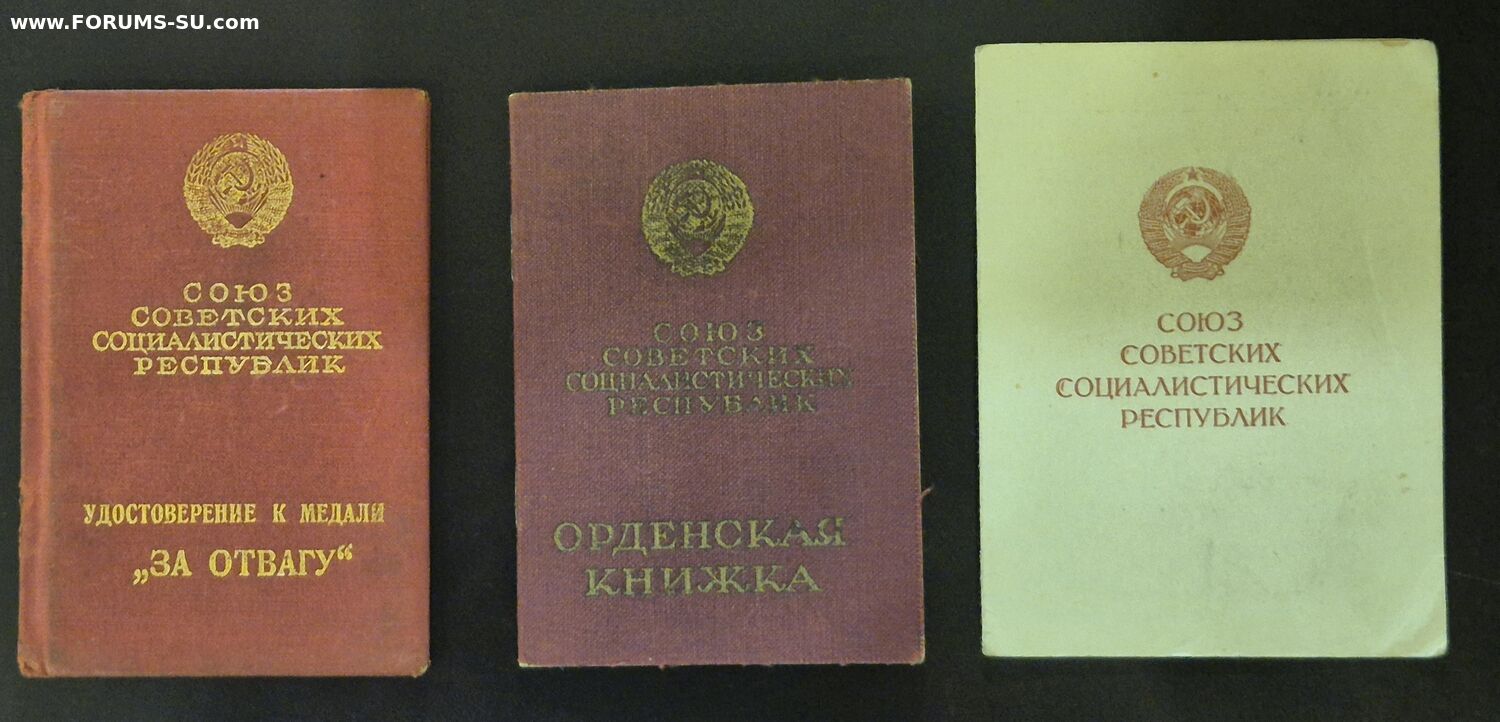 www.FORUMS-SU.com
СОЮЗ
СОВЕТСКИХ
СОЦИАЛИСТИЧЕСКИХ
РЕСПУБЛИК
УДОСТОВЕРЕНИЕ К МЕДАЛИ
„ЗА ОТВАГУ“
СОЮЗ
СОВЕТСКИХ
СОЦИАЛИСТИЧЕСКИХ
РЕСПУБЛИК
ОРДЕНСКАЯ
КНИЖКА
СОЮЗ
СОВЕТСКИХ
СОЦИАЛИСТИЧЕСКИХ
РЕСПУБЛИК